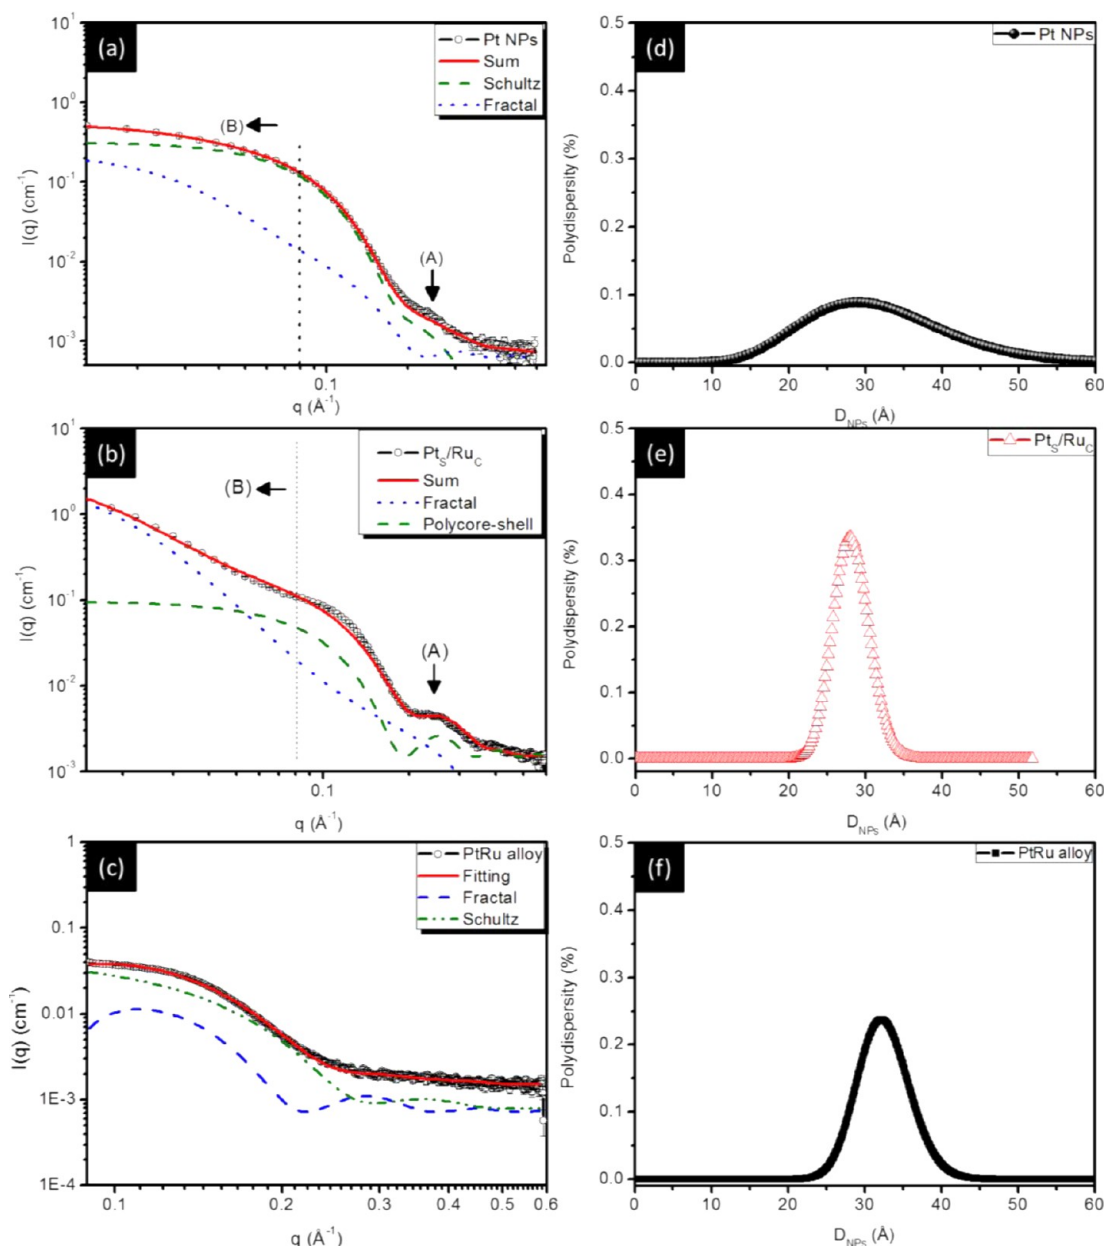 (a)
I(q) (cm⁻¹)
10¹
10⁰
10⁻¹
10⁻²
10⁻³
Pt NPs
Sum
Schultz
Fractal
(B)
(A)
0.1
q (Å⁻¹)
(d)
Polydispersity (%)
0.5
0.4
0.3
0.2
0.1
0.0
Pt NPs
0 10 20 30 40 50 60
D_NPs (Å)
(b)
I(q) (cm⁻¹)
10¹
10⁰
10⁻¹
10⁻²
10⁻³
Pt_S/Ru_C
Sum
Fractal
Polycore-shell
(B)
(A)
0.1
q (Å⁻¹)
(e)
Polydispersity (%)
0.5
0.4
0.3
0.2
0.1
0.0
Pt_S/Ru_C
0 10 20 30 40 50 60
D_NPs (Å)
(c)
I(q) (cm⁻¹)
1
0.1
0.01
1E-3
1E-4
PtRu alloy
Fitting
Fractal
Schultz
0.1 0.2 0.3 0.4 0.5 0.6
q (Å⁻¹)
(f)
Polydispersity (%)
0.5
0.4
0.3
0.2
0.1
0.0
PtRu alloy
0 10 20 30 40 50 60
D_NPs (Å)